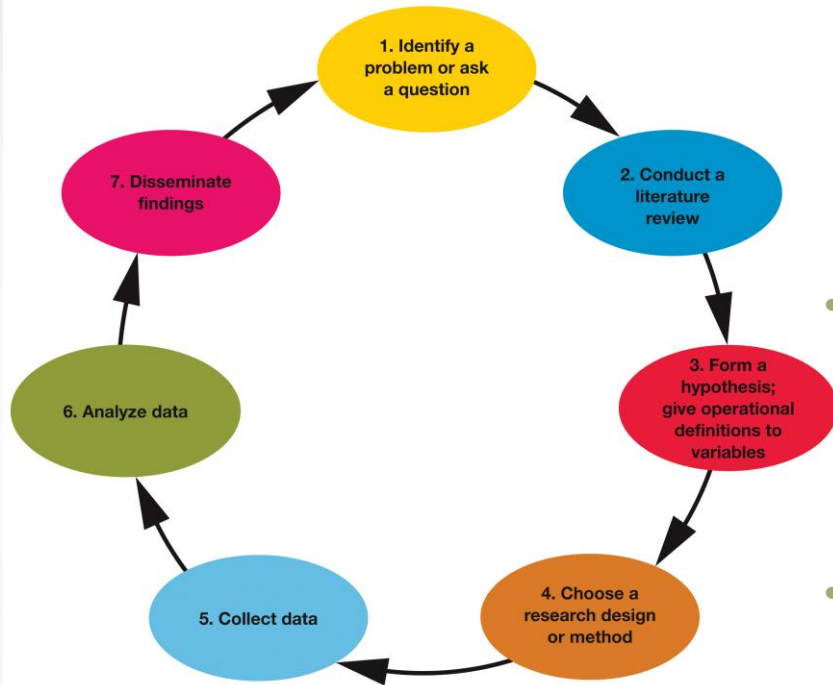 1. Identify a
problem or ask
a question
2. Conduct a
literature
review
3. Form a
hypothesis;
give operational
definitions to
variables
4. Choose a
research design
or method
5. Collect data
6. Analyze data
7. Disseminate
findings